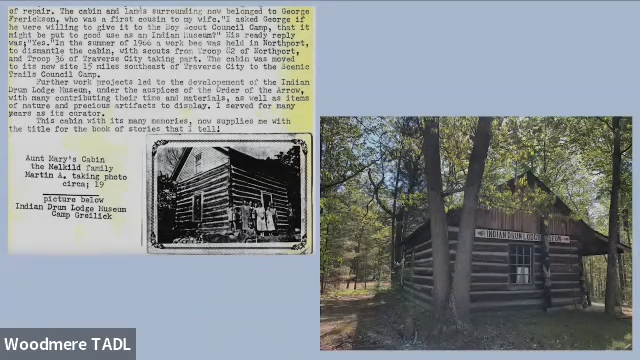 of repair. The cabin and lands surrounding now belonged to George
Frerickson, who was a first cousin to my wife."I asked George if
he were willing to give it to the Boy Scout Council Camp, that it
might be put to good use as an Indian Museum?" His ready reply
was;"Yes."In the summer of 1966 a work bee was held in Northport,
to dismantle the cabin, with scouts from Troop 82 of Northport,
and Troop 36 of Traverse City taking part. The cabin was moved
to its new site 15 miles southeast of Traverse City to the Scenic
Trails Council Camp.
Further work projects led to the development of the Indian
Drum Lodge Museum, under the auspices of the Order of the Arrow,
with many contributing their time and materials, as well as items
of nature and precious artifacts to display. I served for many
years as its curator.
This cabin with its many memories, now supplies me with
the title for the book of stories that I tell!
Aunt Mary's Cabin
the Melkild family
Martin A. taking photo
circa; 19
picture below
Indian Drum Lodge Museum
Camp Greilick
INDIAN DRUM LODGE MUSEUM
Woodmere TADL